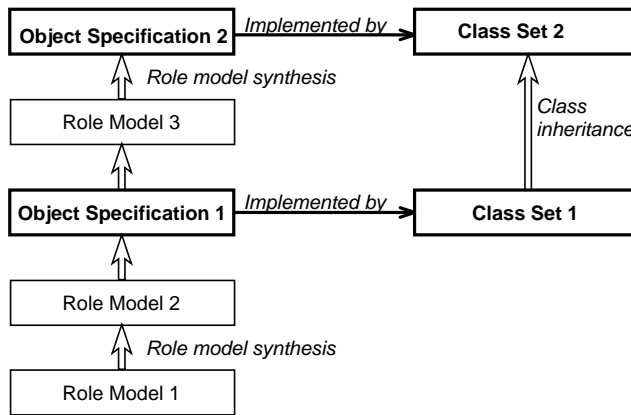 Object Specification 2
Implemented by
Class Set 2
Role model synthesis
Role Model 3
Class
inheritance
Object Specification 1
Implemented by
Class Set 1
Role Model 2
Role model synthesis
Role Model 1